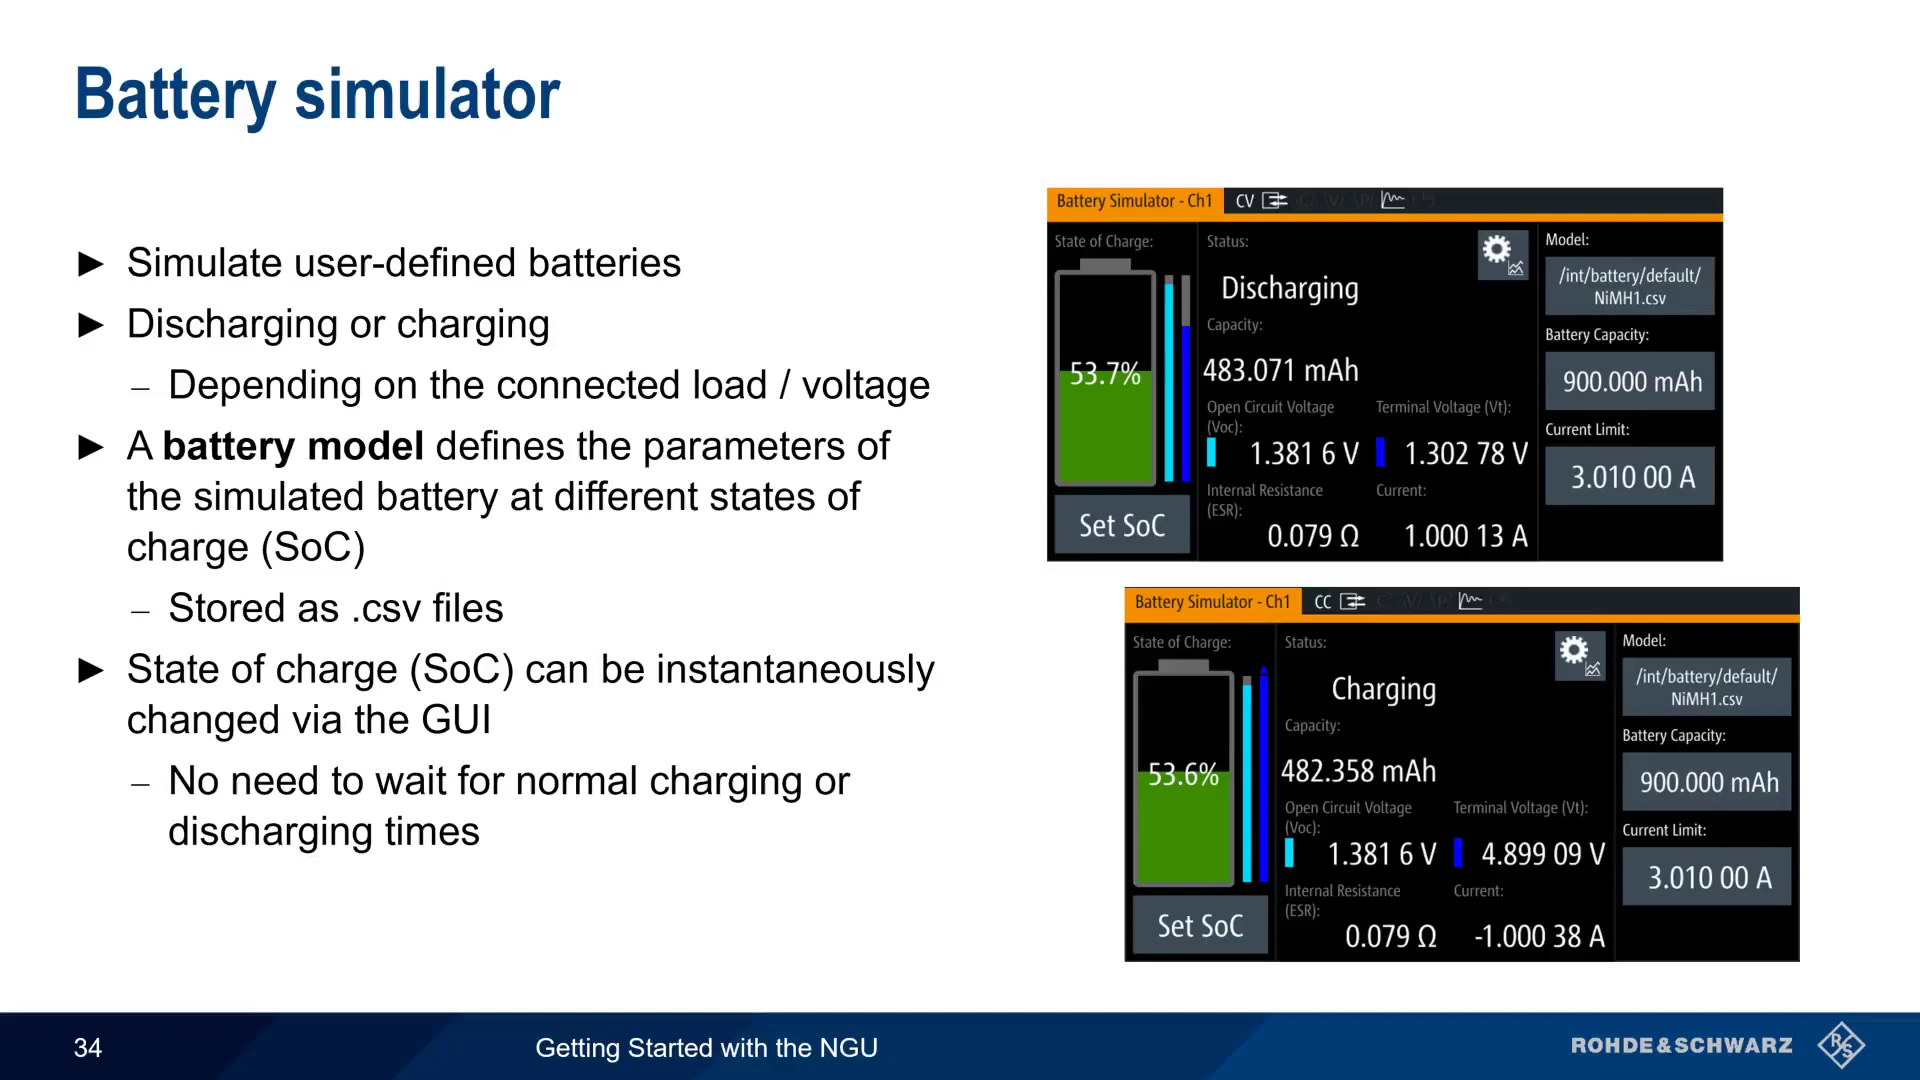 Battery simulator
► Simulate user-defined batteries
► Discharging or charging
– Depending on the connected load / voltage
► A battery model defines the parameters of
the simulated battery at different states of
charge (SoC)
– Stored as .csv files
► State of charge (SoC) can be instantaneously
changed via the GUI
– No need to wait for normal charging or
discharging times
Battery Simulator - Ch1 CV
State of Charge:
53.7%
Set SoC
Status:
Discharging
Capacity:
483.071 mAh
Open Circuit Voltage
(Voc):
1.381 6 V
Terminal Voltage (Vt):
1.302 78 V
Internal Resistance
(ESR):
0.079 Ω
Current:
1.000 13 A
Model:
/int/battery/default/
NiMH1.csv
Battery Capacity:
900.000 mAh
Current Limit:
3.010 00 A
Battery Simulator - Ch1 CC
State of Charge:
53.6%
Set SoC
Status:
Charging
Capacity:
482.358 mAh
Open Circuit Voltage
(Voc):
1.381 6 V
Terminal Voltage (Vt):
4.899 09 V
Internal Resistance
(ESR):
0.079 Ω
Current:
-1.000 38 A
Model:
/int/battery/default/
NiMH1.csv
Battery Capacity:
900.000 mAh
Current Limit:
3.010 00 A
34
Getting Started with the NGU
ROHDE&SCHWARZ
R S